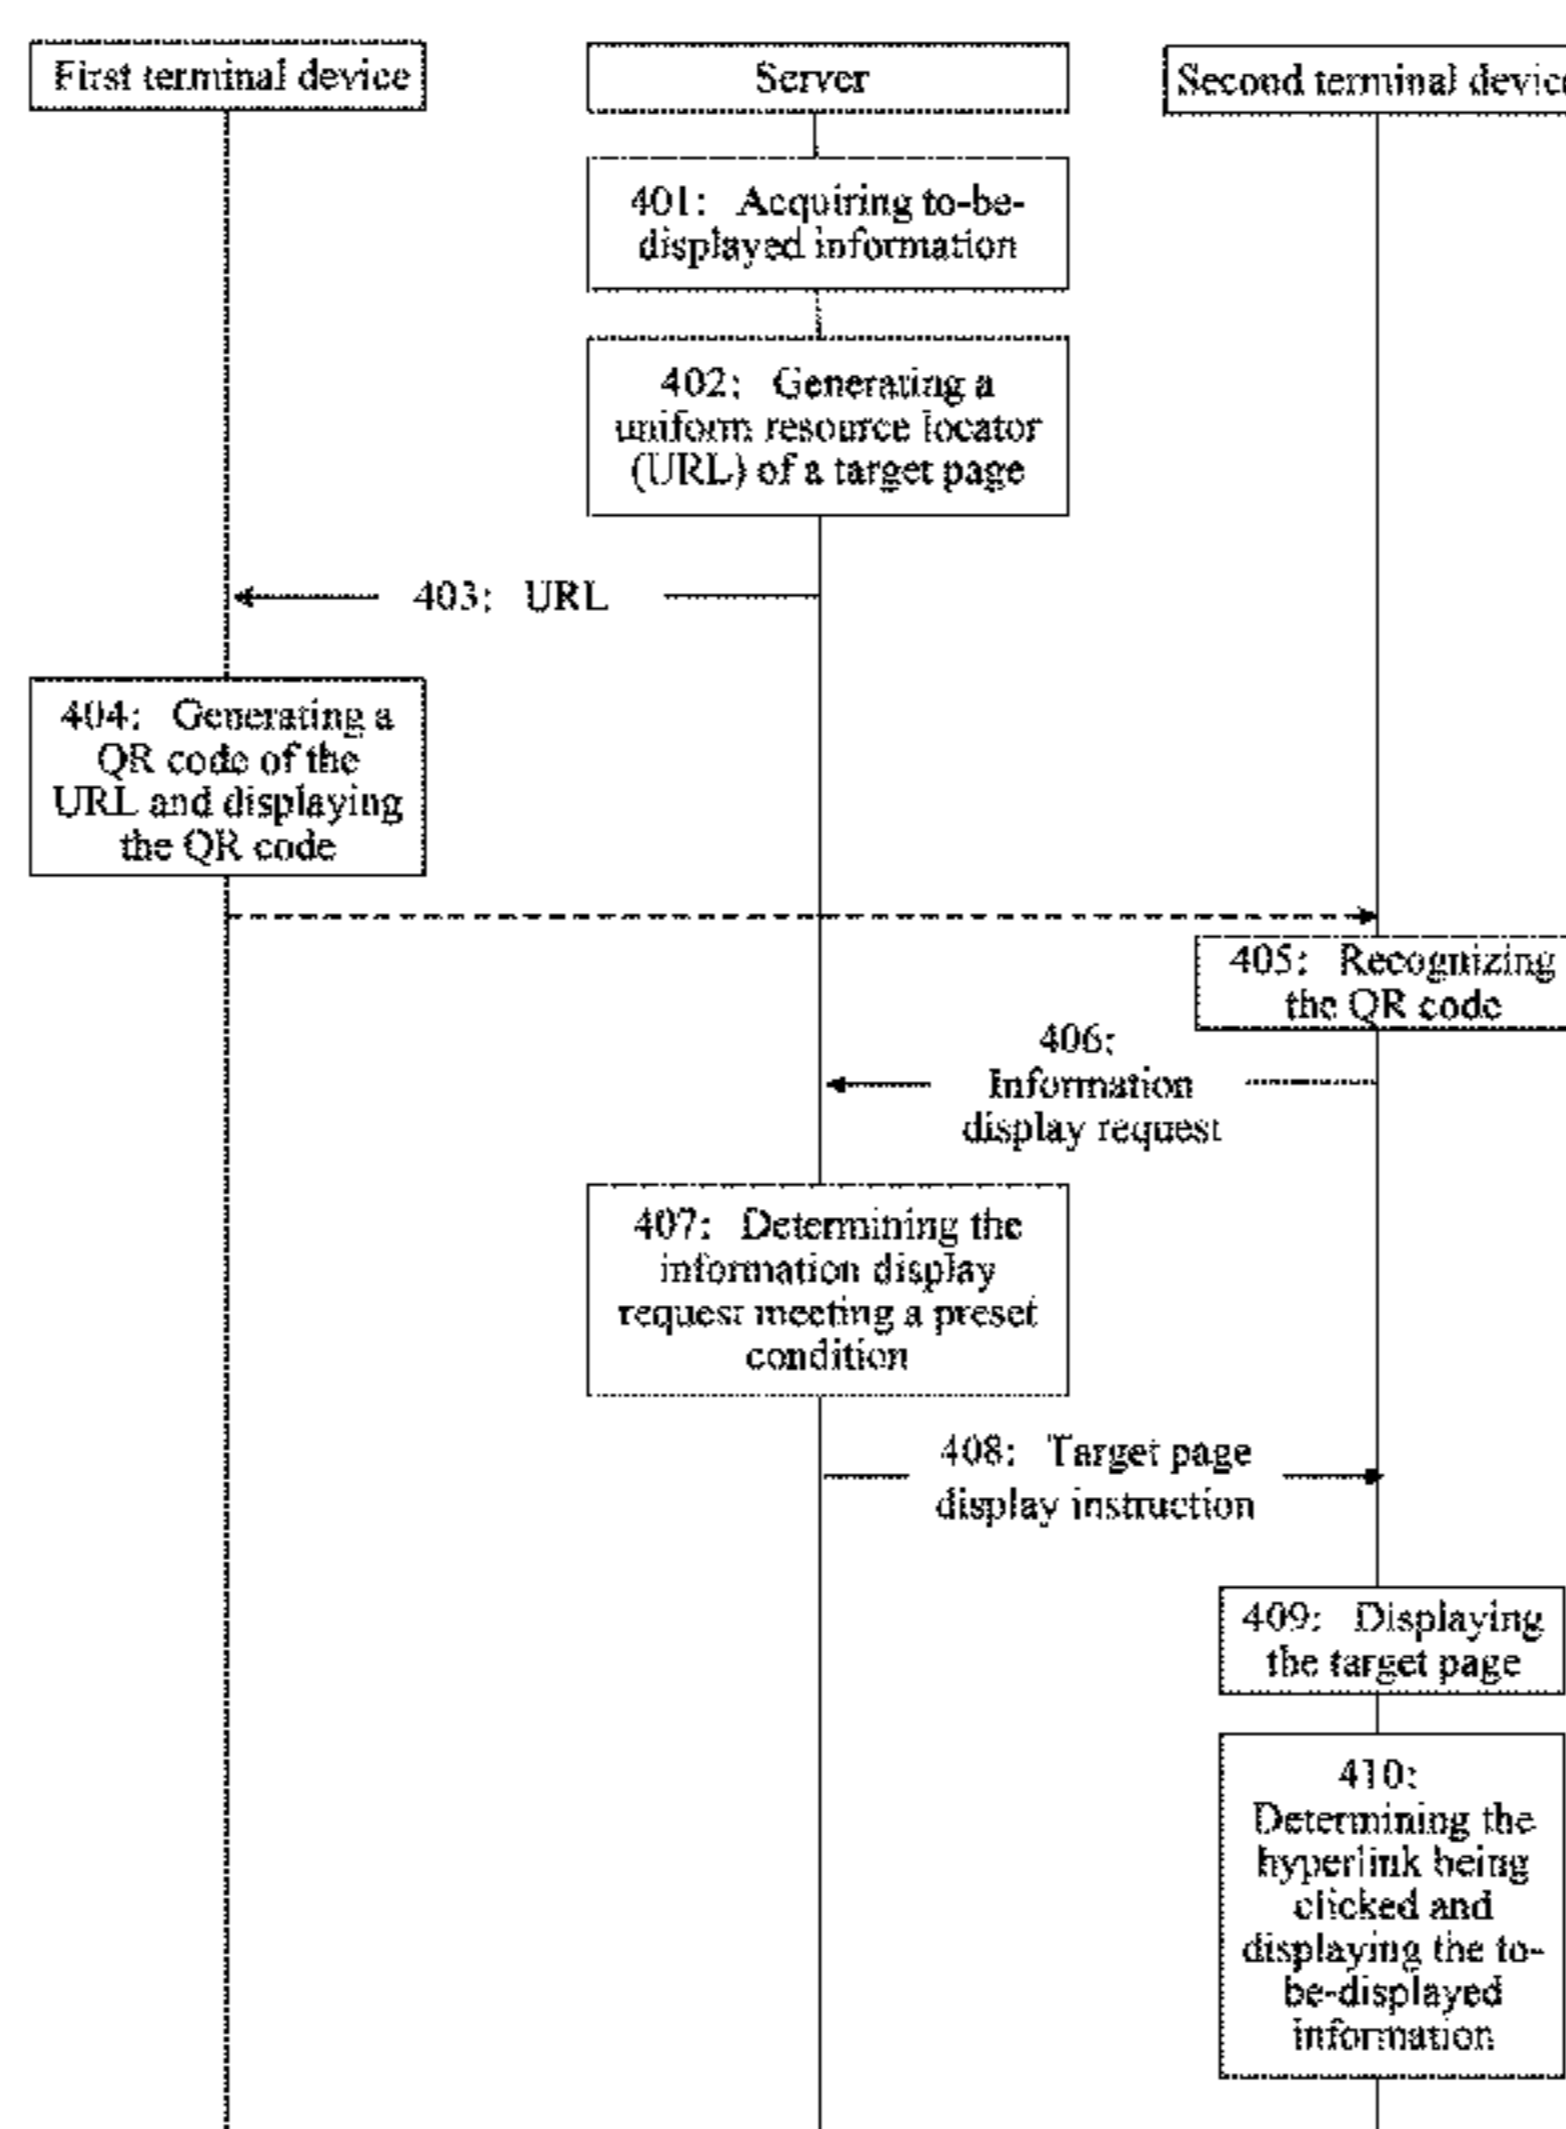 First terminal device
Server
Second terminal device
401: Acquiring to-be-
displayed information
402: Generating a
uniform resource locator
(URL) of a target page
403: URL
404: Generating a
QR code of the
URL and displaying
the QR code
405: Recognizing
the QR code
406:
Information
display request
407: Determining the
information display
request meeting a preset
condition
408: Target page
display instruction
409: Displaying
the target page
410:
Determining the
hyperlink being
clicked and
displaying the to-
be-displayed
information